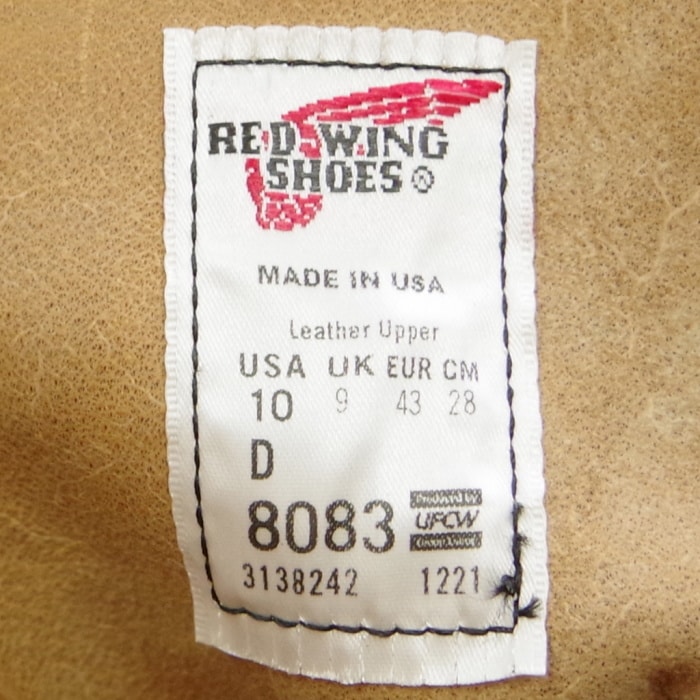 RED WING
SHOES ®
MADE IN USA
Leather Upper
USA UK EUR CM
10 9 43 28
D
8083
Produced by
UFCW
3138242 1221